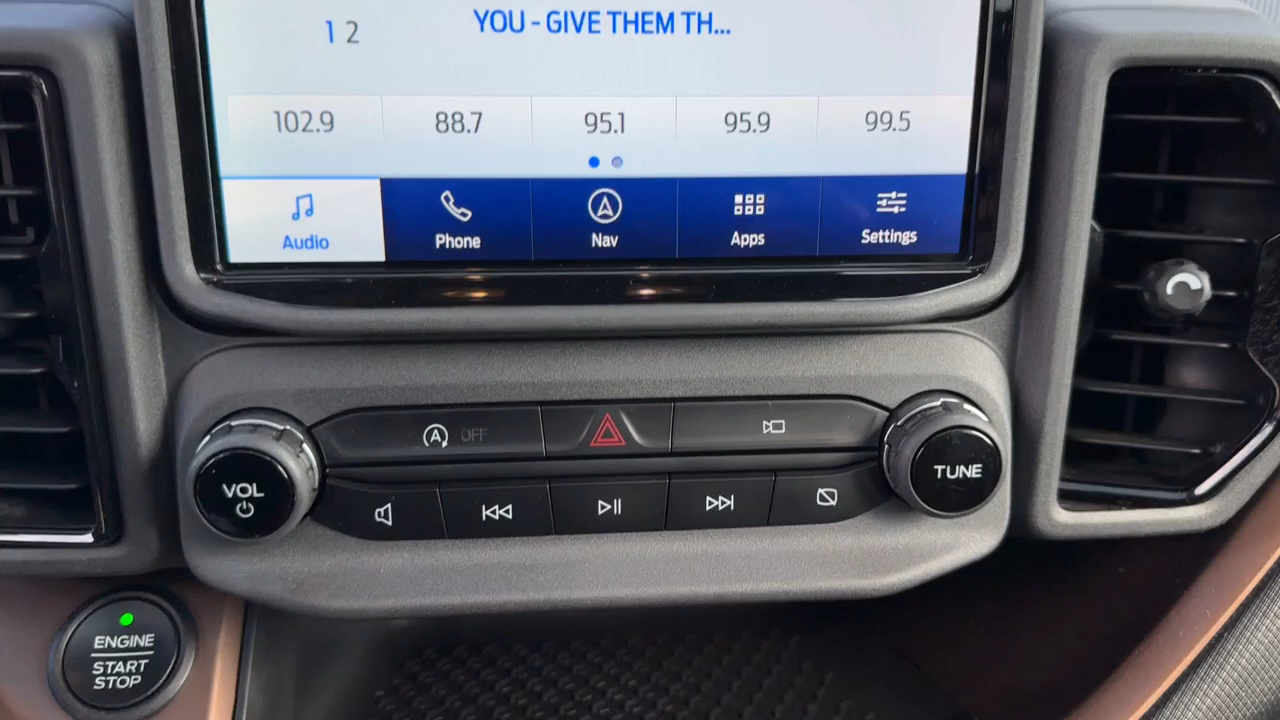 1 2
YOU - GIVE THEM TH...
102.9 88.7 95.1 95.9 99.5
Audio Phone Nav Apps Settings
A OFF
VOL
TUNE
ENGINE
START
STOP